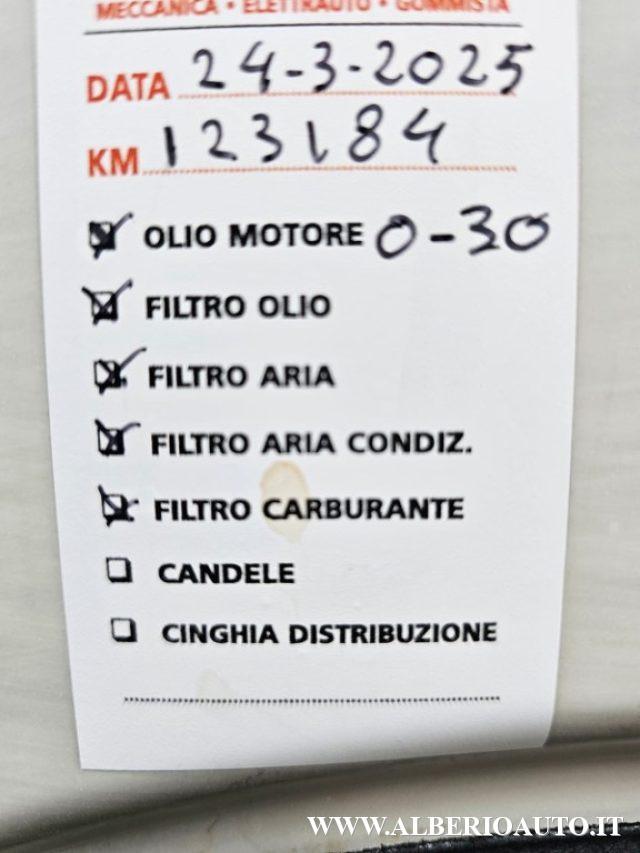 MECCANICA • ELETTRAUTO • GOMMISTA
DATA 24-3-2025
KM 123184
OLIO MOTORE 0-30
FILTRO OLIO
FILTRO ARIA
FILTRO ARIA CONDIZ.
FILTRO CARBURANTE
CANDELE
CINGHIA DISTRIBUZIONE
WWW.ALBERIOAUTO.IT